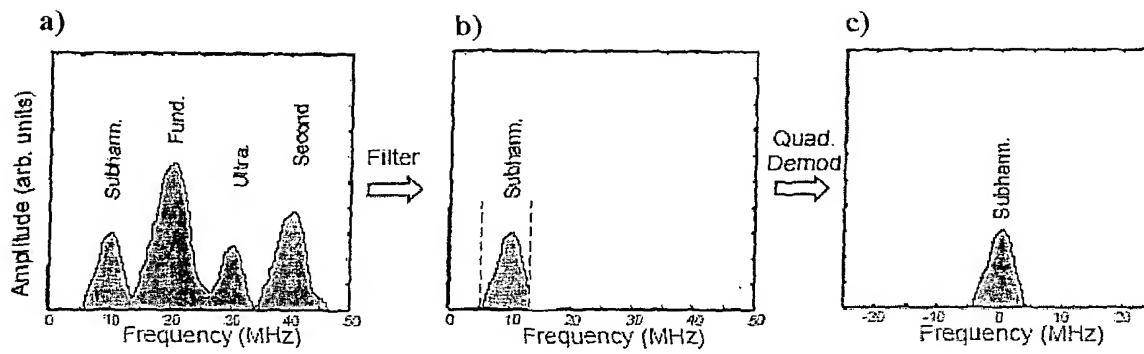 a)
b)
c)
Amplitude (arb. units)
Subharm.
Fund.
Ultra.
Second
0 10 20 30 40 50
Frequency (MHz)
Filter
Subharm.
0 10 20 30 40 50
Frequency (MHz)
Quad.
Demod
Subharm.
-20 -10 0 10 20
Frequency (MHz)